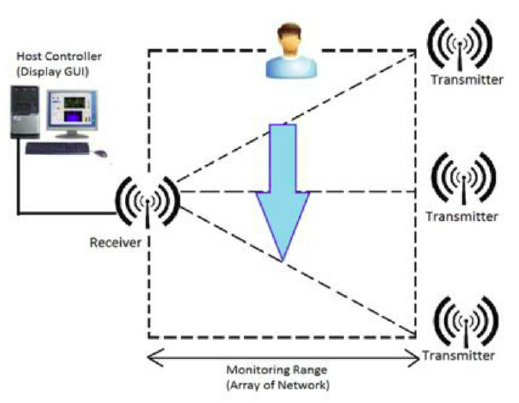 Host Controller
(Display GUI)
Transmitter
Transmitter
Receiver
Transmitter
Monitoring Range
(Array of Network)